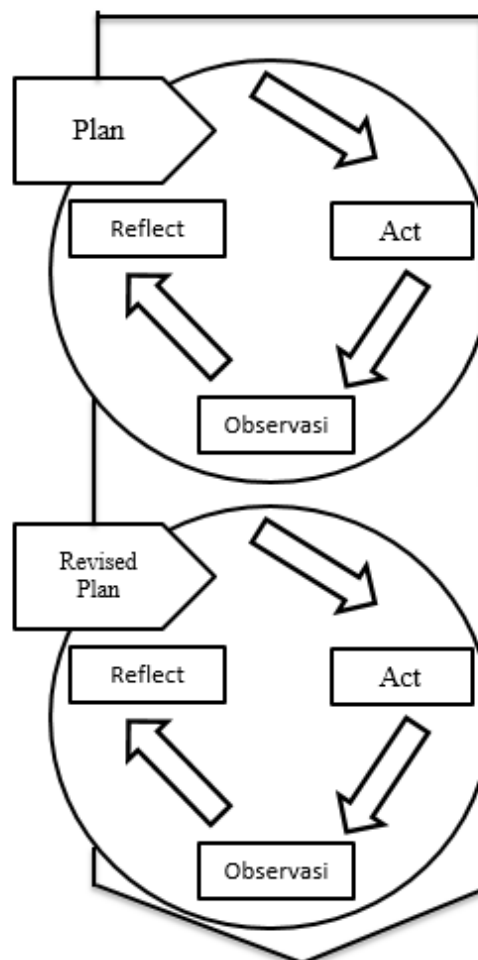 Plan
Reflect
Act
Observasi
Revised
Plan
Reflect
Act
Observasi